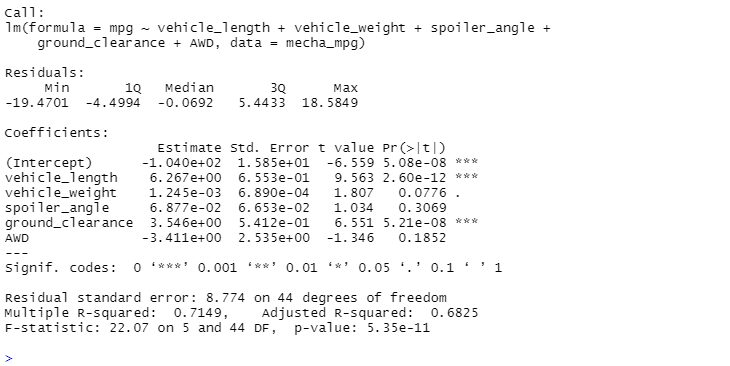 Call:
lm(formula = mpg ~ vehicle_length + vehicle_weight + spoiler_angle +
    ground_clearance + AWD, data = mecha_mpg)

Residuals:
     Min       1Q   Median       3Q      Max
-19.4701  -4.4994  -0.0692   5.4433  18.5849

Coefficients:
                   Estimate Std. Error t value Pr(>|t|)
(Intercept)      -1.040e+02  1.585e+01  -6.559 5.08e-08 ***
vehicle_length    6.267e+00  6.553e-01   9.563 2.60e-12 ***
vehicle_weight    1.245e-03  6.890e-04   1.807   0.0776 .
spoiler_angle     6.877e-02  6.653e-02   1.034   0.3069
ground_clearance  3.546e+00  5.412e-01   6.551 5.21e-08 ***
AWD              -3.411e+00  2.535e+00  -1.346   0.1852
---
Signif. codes:  0 ‘***’ 0.001 ‘**’ 0.01 ‘*’ 0.05 ‘.’ 0.1 ‘ ’ 1

Residual standard error: 8.774 on 44 degrees of freedom
Multiple R-squared:  0.7149,    Adjusted R-squared:  0.6825
F-statistic: 22.07 on 5 and 44 DF,  p-value: 5.35e-11

>